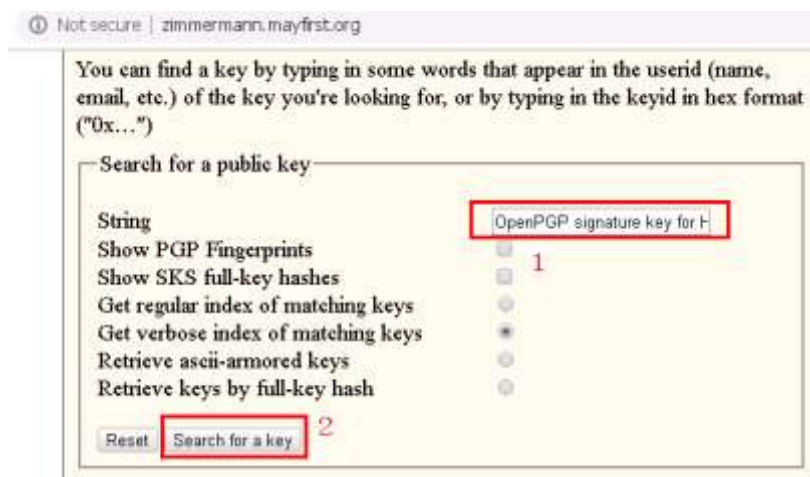 Not secure | zimmermann.mayfirst.org
You can find a key by typing in some words that appear in the userid (name,
email, etc.) of the key you're looking for, or by typing in the keyid in hex format
("0x...")
Search for a public key
String OpenPGP signature key for H
Show PGP Fingerprints
1
Show SKS full-key hashes
Get regular index of matching keys
Get verbose index of matching keys
Retrieve ascii-armored keys
Retrieve keys by full-key hash
Reset Search for a key 2